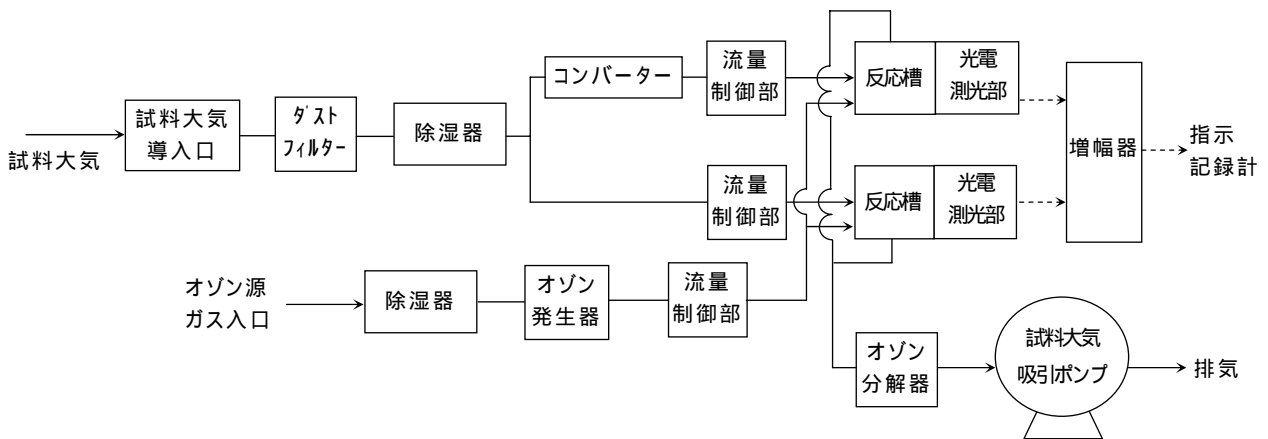 試料大気
試料大気
導入口
ﾀﾞｽﾄ
ﾌｨﾙﾀｰ
除湿器
コンバーター
流量
制御部
反応槽
光電
測光部
流量
制御部
反応槽
光電
測光部
増幅器
指示
記録計
オゾン源
ガス入口
除湿器
オゾン
発生器
流量
制御部
オゾン
分解器
試料大気
吸引ポンプ
排気